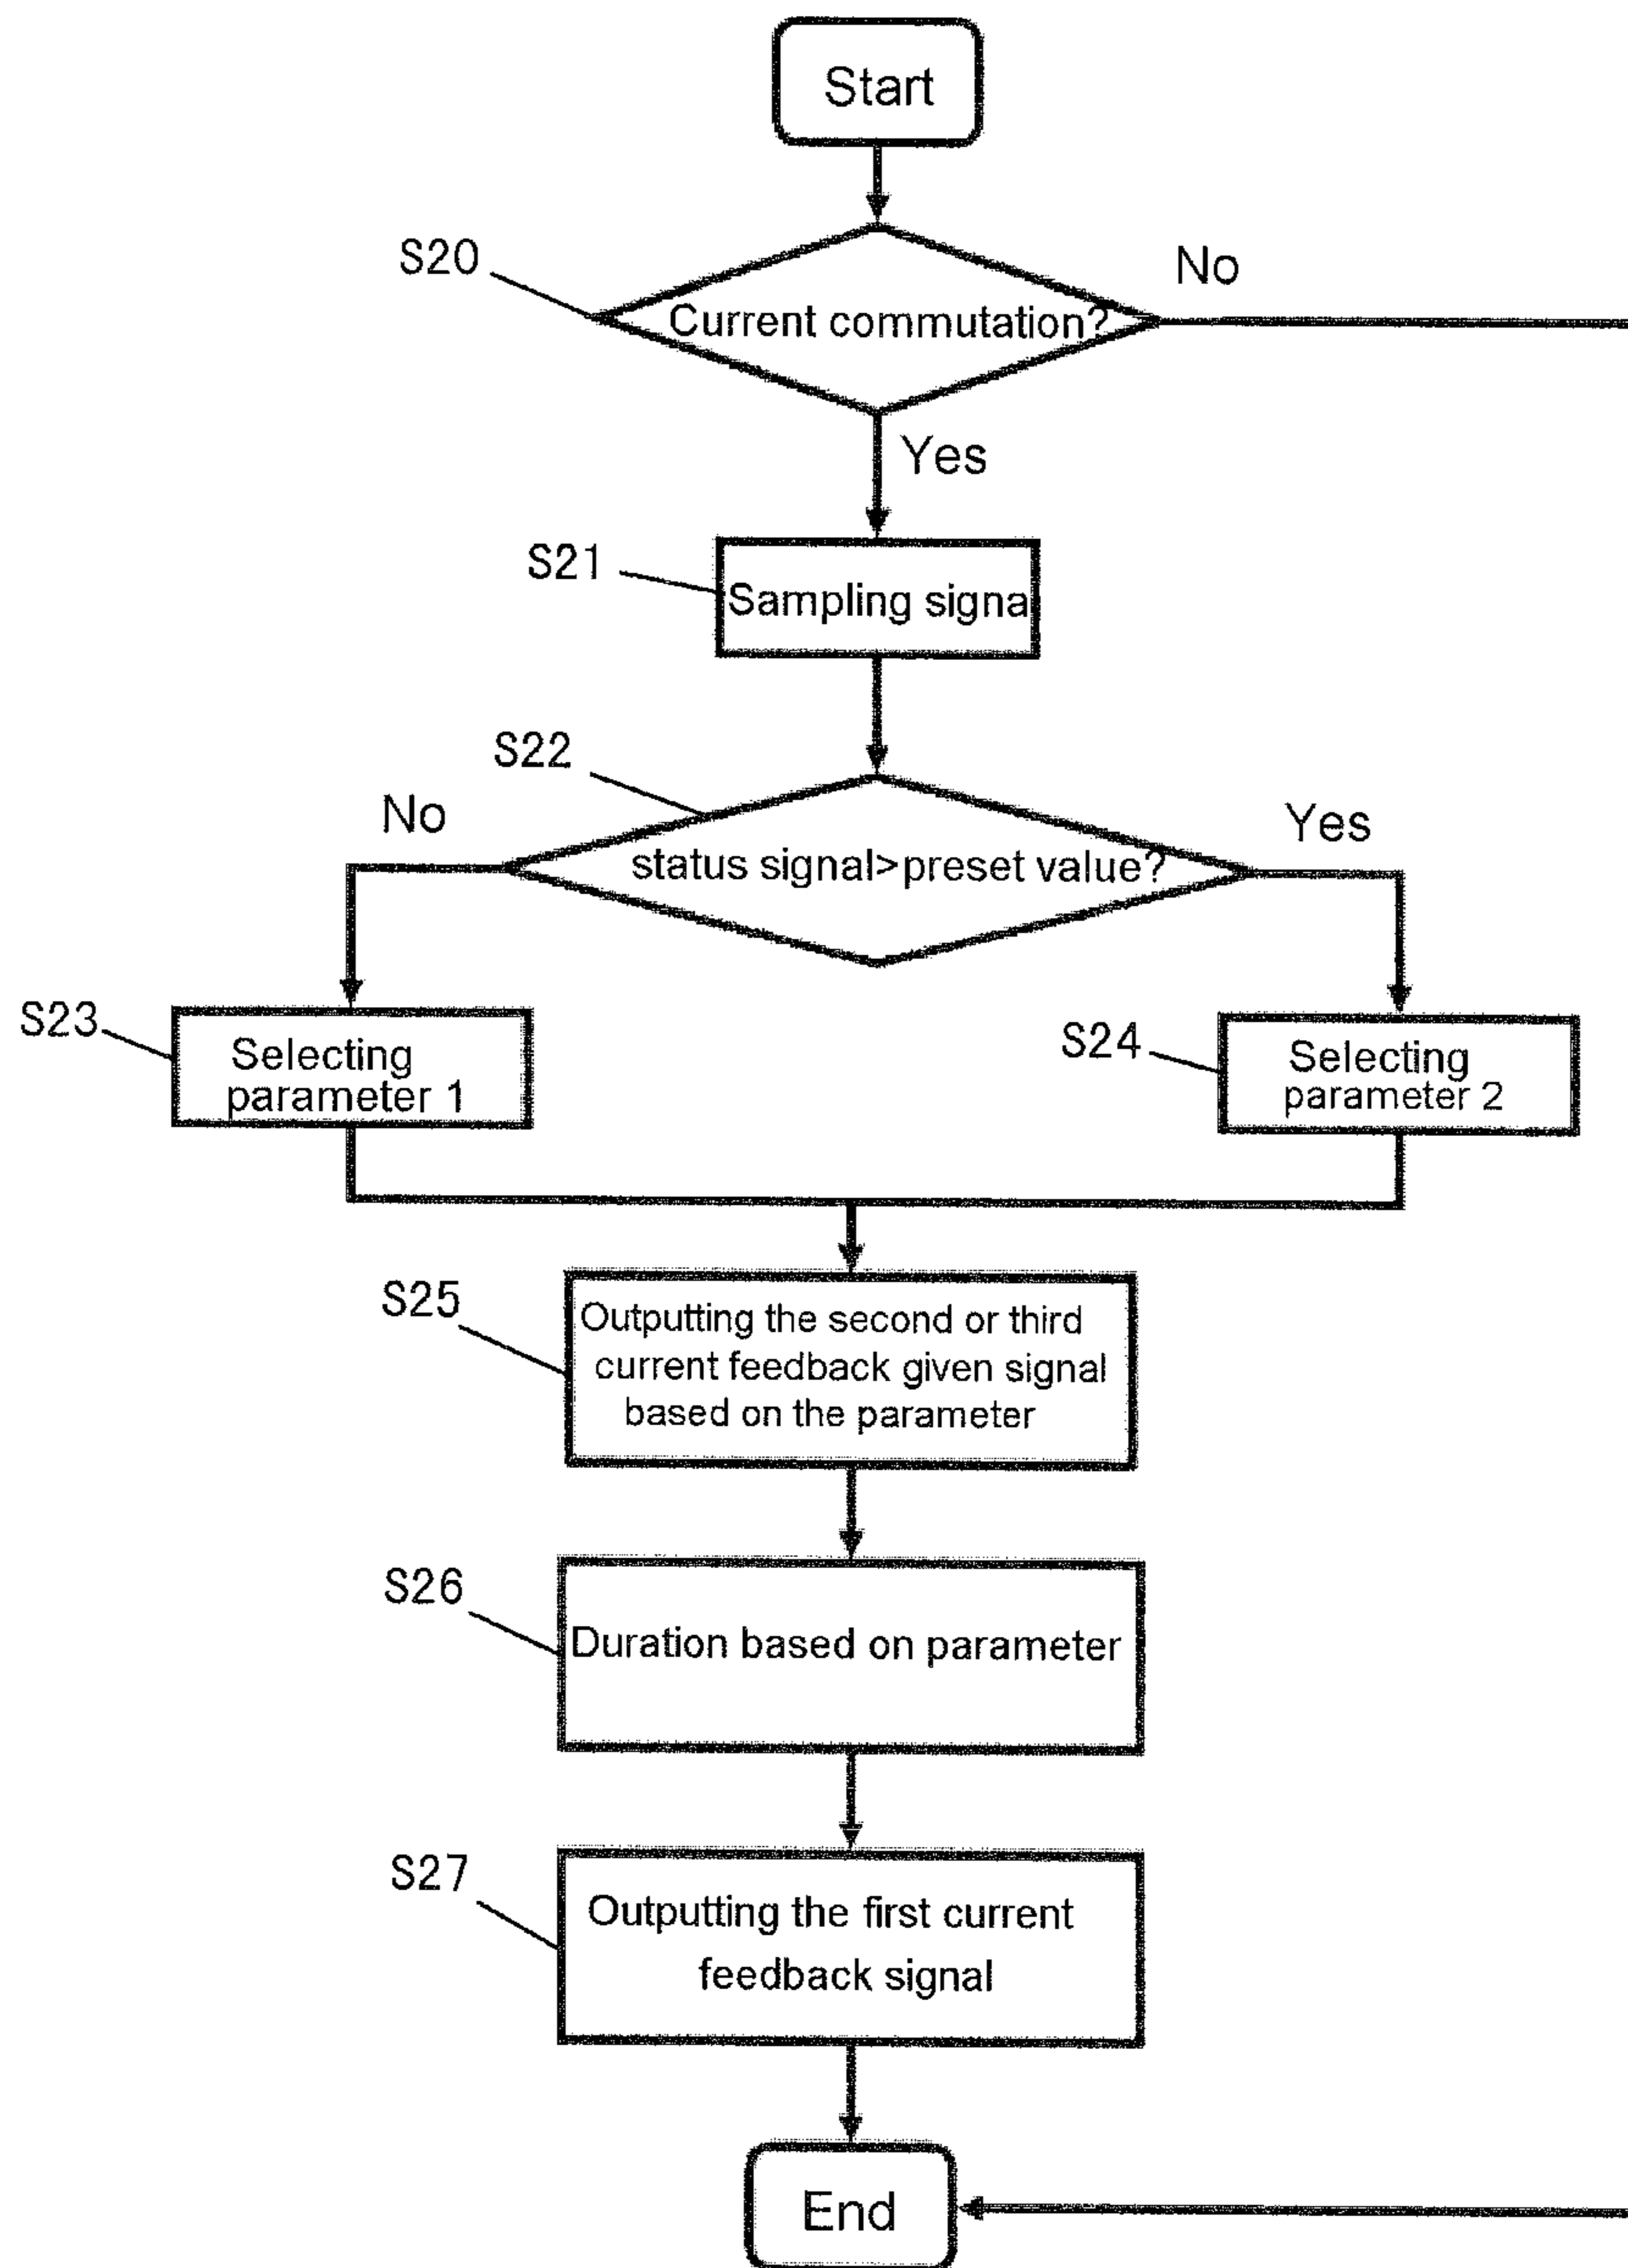 Start
S20
No
Current commutation?
Yes
S21
Sampling signa
S22
No
Yes
status signal>preset value?
S23
Selecting
parameter 1
S24
Selecting
parameter 2
S25
Outputting the second or third
current feedback given signal
based on the parameter
S26
Duration based on parameter
S27
Outputting the first current
feedback signal
End